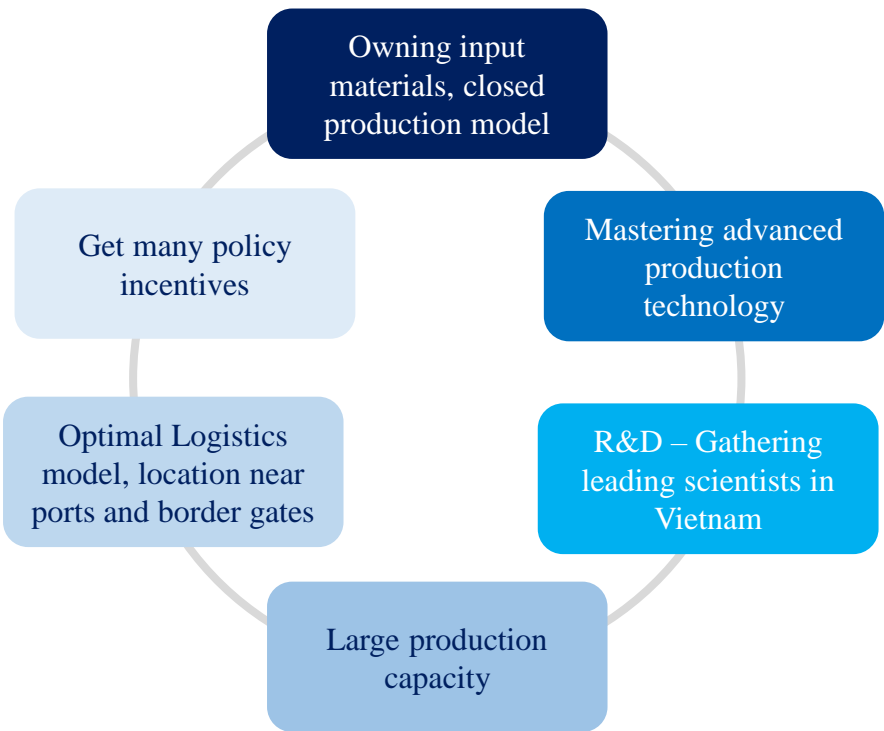 Owning input
materials, closed
production model
Mastering advanced
production
technology
R&D – Gathering
leading scientists in
Vietnam
Large production
capacity
Optimal Logistics
model, location near
ports and border gates
Get many policy
incentives